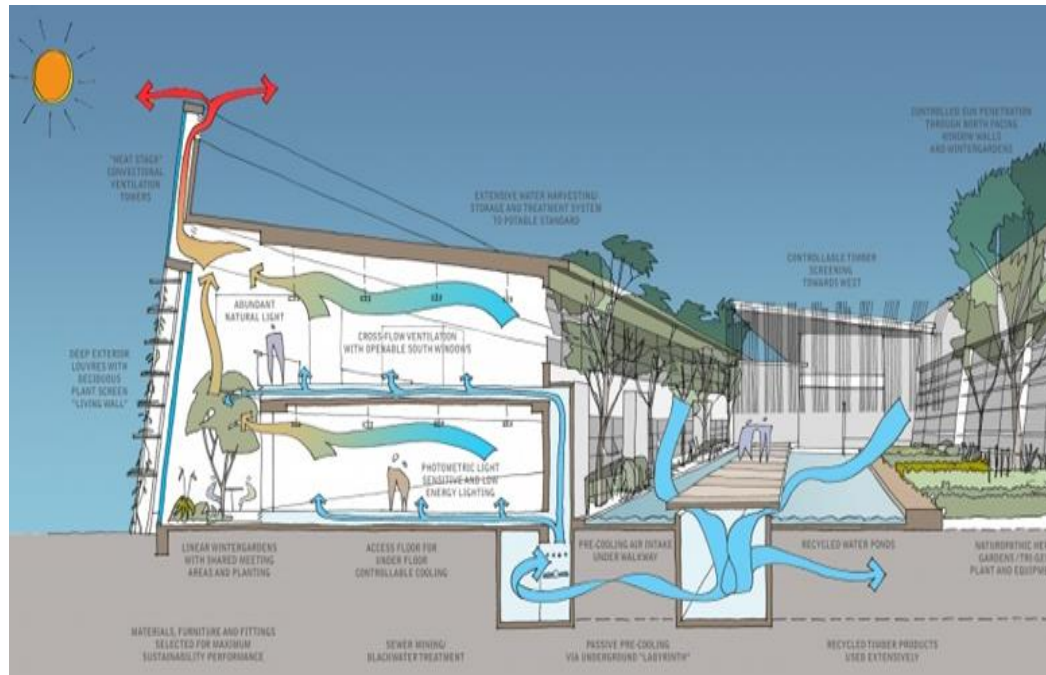 CONTROLLED SUN PENETRATION
THROUGH NORTH FACING
WINDOW WALLS
AND WINTERGARDENS
"HEAT STACK"
CONVECTIONAL
VENTILATION
TOWERS
EXTENSIVE WATER HARVESTING/
STORAGE AND TREATMENT SYSTEM
TO POTABLE STANDARD
CONTROLLABLE TIMBER
SCREENING
TOWARDS WEST
ABUNDANT
NATURAL LIGHT
CROSS-FLOW VENTILATION
WITH OPENABLE SOUTH WINDOWS
DEEP EXTERIOR
LOUVRES WITH
DECIDUOUS
PLANT SCREEN
"LIVING WALL"
PHOTOMETRIC LIGHT
SENSITIVE AND LOW
ENERGY LIGHTING
LINEAR WINTERGARDENS
WITH SHARED MEETING
AREAS AND PLANTING
ACCESS FLOOR FOR
UNDER FLOOR
CONTROLLABLE COOLING
PRE-COOLING AIR INTAKE
UNDER WALKWAY
RECYCLED WATER PONDS
NATUROPATHIC
GARDENS
PLANT AND
MATERIALS, FURNITURE AND FITTINGS
SELECTED FOR MAXIMUM
SUSTAINABILITY PERFORMANCE
SEWER MINING/
BLACKWATER TREATMENT
PASSIVE PRE-COOLING
VIA UNDERGROUND "LABYRINTH"
RECYCLED TIMBER PRODUCTS
USED EXTENSIVELY